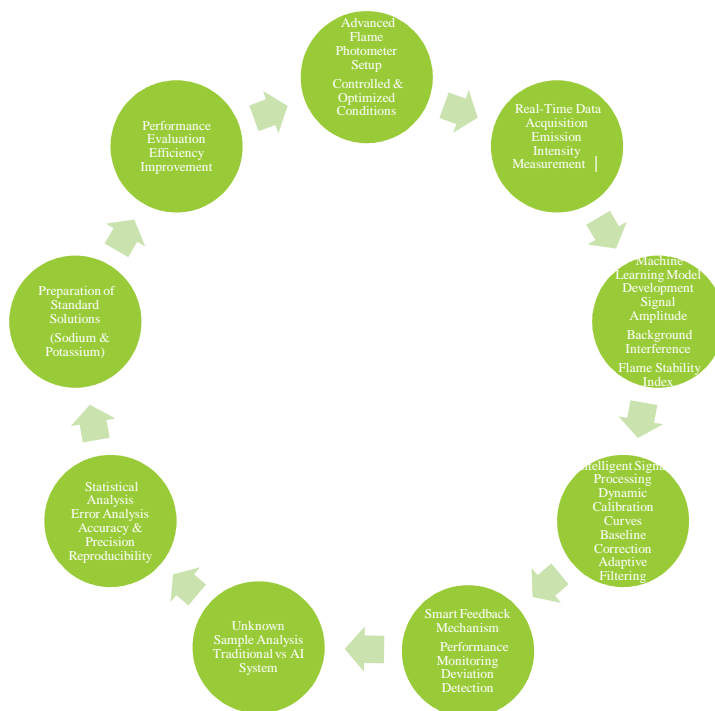 Advanced
Flame
Photometer
Setup
Controlled &
Optimized
Conditions
Real-Time Data
Acquisition
Emission
Intensity
Measurement
Machine
Learning Model
Development
Signal
Amplitude
Background
Interference
Flame Stability
Index
Intelligent Signal
Processing
Dynamic
Calibration
Curves
Baseline
Correction
Adaptive
Filtering
Smart Feedback
Mechanism
Performance
Monitoring
Deviation
Detection
Unknown
Sample Analysis
Traditional vs AI
System
Statistical
Analysis
Error Analysis
Accuracy &
Precision
Reproducibility
Preparation of
Standard
Solutions
(Sodium &
Potassium)
Performance
Evaluation
Efficiency
Improvement